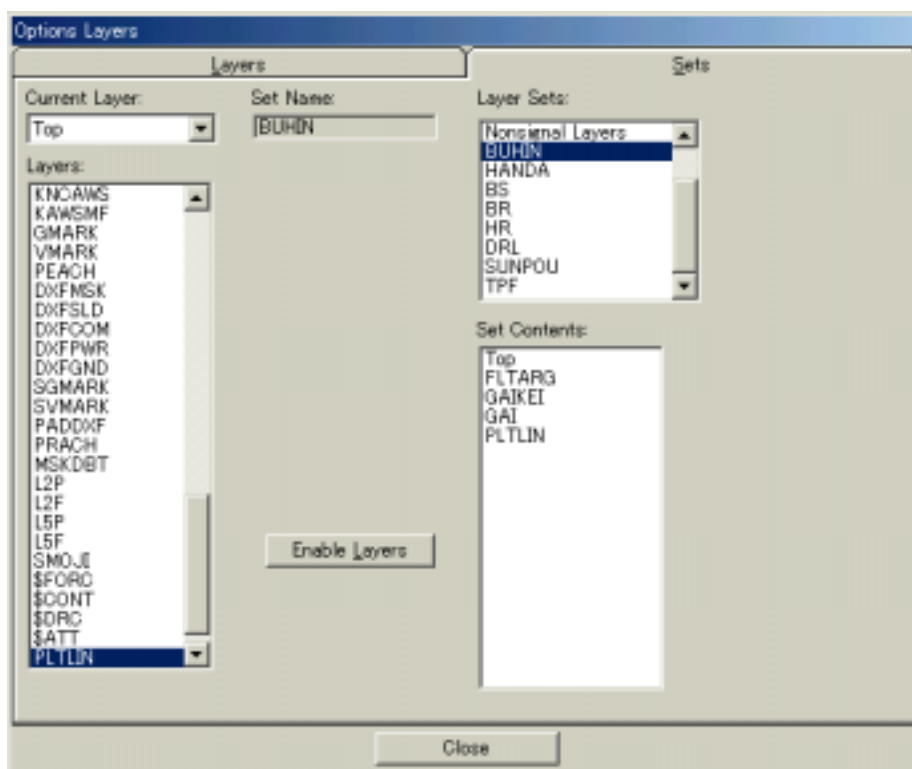 Options Layers
Layers
Sets
Current Layer:
Top
Set Name:
BUHIN
Layer Sets:
Nonsignal Layers
BUHIN
HANDA
BS
BR
HR
DRL
SUNPOU
TPF
Layers:
KNCAWS
KAWSMF
GMARK
VMARK
PEACH
DXFMSK
DXFSLD
DXFCOM
DXFPWR
DXFGND
SGMARK
SVMARK
PADDXF
PRACH
MSKDBT
L2P
L2F
L5P
L5F
SMOJI
$FORC
$CONT
$DRC
$ATT
PLTLIN
Enable Layers
Set Contents:
Top
FLTARG
GAIKEI
GAI
PLTLIN
Close